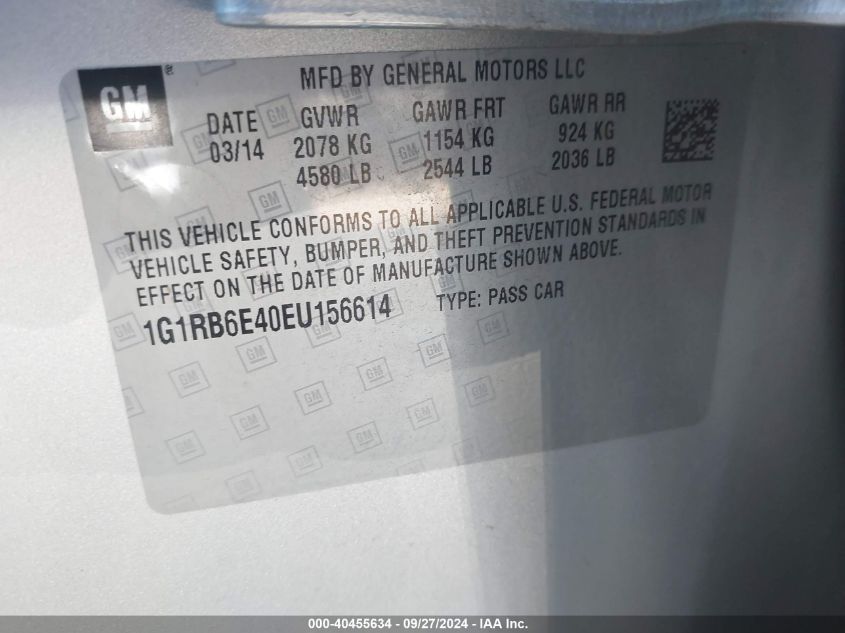 GM ®
MFD BY GENERAL MOTORS LLC
DATE GVWR GAWR FRT GAWR RR
03/14 2078 KG 1154 KG 924 KG
4580 LB 2544 LB 2036 LB
THIS VEHICLE CONFORMS TO ALL APPLICABLE U.S. FEDERAL MOTOR
VEHICLE SAFETY, BUMPER, AND THEFT PREVENTION STANDARDS IN
EFFECT ON THE DATE OF MANUFACTURE SHOWN ABOVE.
1G1RB6E40EU156614 TYPE: PASS CAR
000-40455634 - 09/27/2024 - IAA Inc.